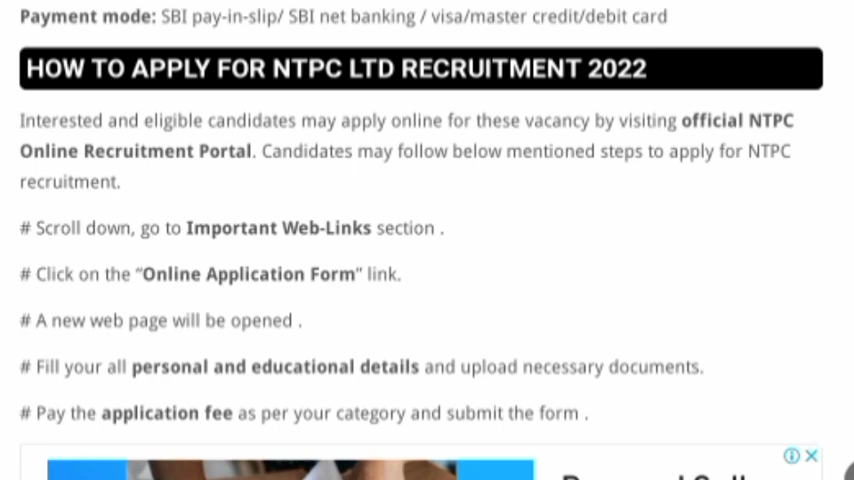 Payment mode: SBI pay-in-slip/ SBI net banking / visa/master credit/debit card
HOW TO APPLY FOR NTPC LTD RECRUITMENT 2022
Interested and eligible candidates may apply online for these vacancy by visiting official NTPC
Online Recruitment Portal. Candidates may follow below mentioned steps to apply for NTPC
recruitment.
# Scroll down, go to Important Web-Links section .
# Click on the “Online Application Form” link.
# A new web page will be opened .
# Fill your all personal and educational details and upload necessary documents.
# Pay the application fee as per your category and submit the form .